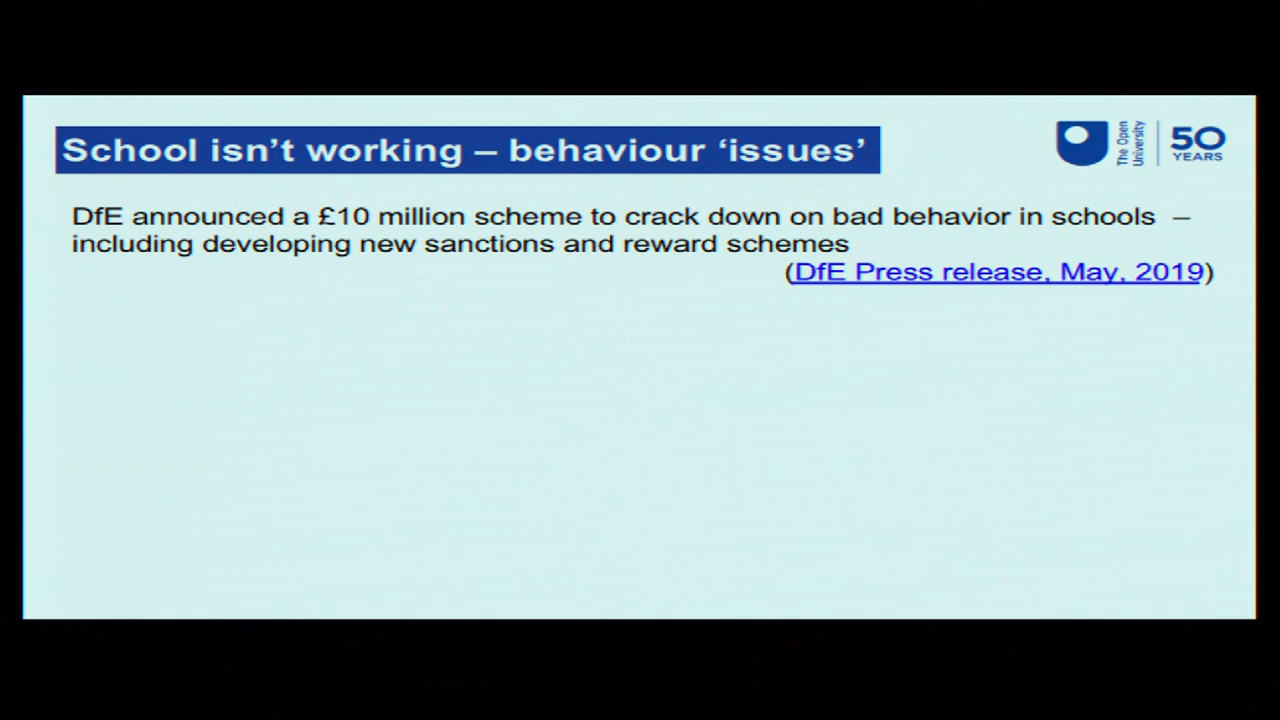 School isn't working – behaviour 'issues'
The Open
University
50
YEARS
DfE announced a £10 million scheme to crack down on bad behavior in schools –
including developing new sanctions and reward schemes
(DfE Press release, May, 2019)